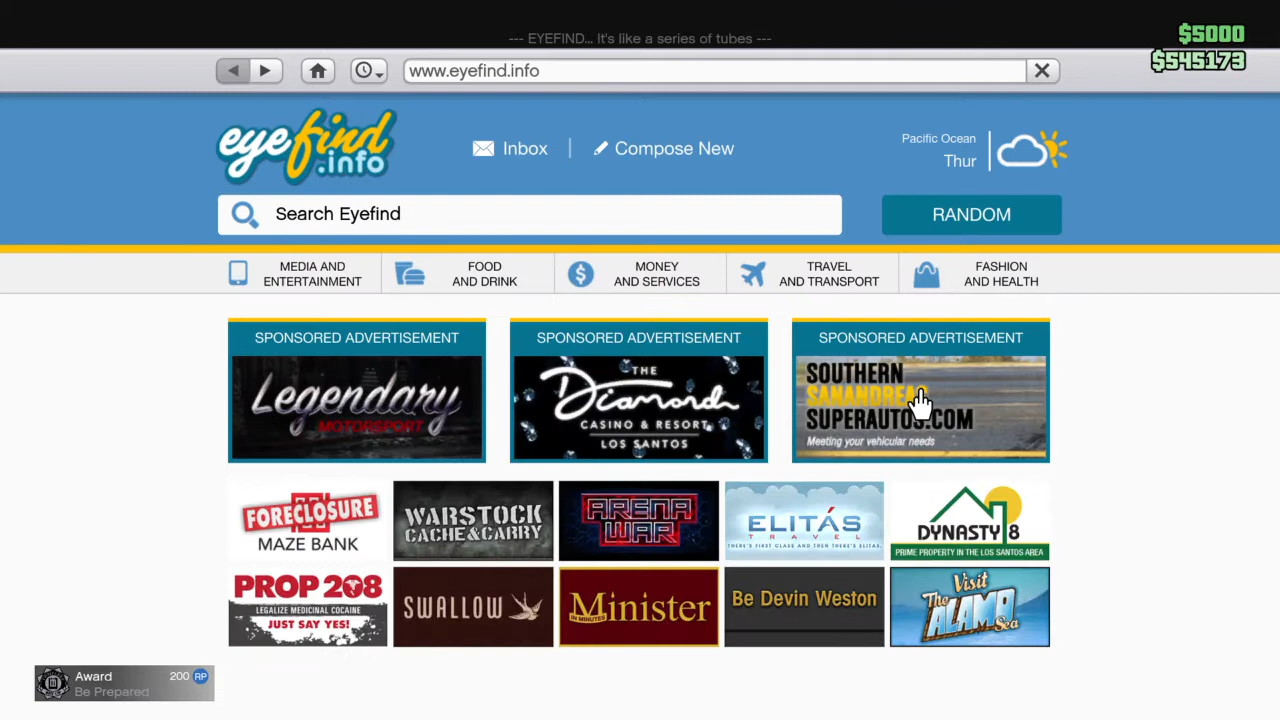 --- EYEFIND... It's like a series of tubes ---
$5000
$545173
www.eyefind.info
eyefind
.info
Inbox
Compose New
Pacific Ocean
Thur
Search Eyefind
RANDOM
MEDIA AND
ENTERTAINMENT
FOOD
AND DRINK
MONEY
AND SERVICES
TRAVEL
AND TRANSPORT
FASHION
AND HEALTH
SPONSORED ADVERTISEMENT
Legendary
MOTORSPORT
SPONSORED ADVERTISEMENT
THE
Diamond
CASINO & RESORT
LOS SANTOS
SPONSORED ADVERTISEMENT
SOUTHERN
SANANDREAS
SUPERAUTOS.COM
Meeting your vehicular needs
FORECLOSURE
MAZE BANK
WARSTOCK
CACHE&CARRY
ARENA
WAR
ELITÁS
TRAVEL
THERE'S FIRST CLASS AND THEN THERE'S ELITAS.
DYNASTY 8
PRIME PROPERTY IN THE LOS SANTOS AREA
PROP 208
LEGALIZE MEDICINAL COCAINE
JUST SAY YES!
SWALLOW
IN MINUTES
Minister
Be Devin Weston
Visit
The
ALAMO
Sea
Award
200 RP
Be Prepared